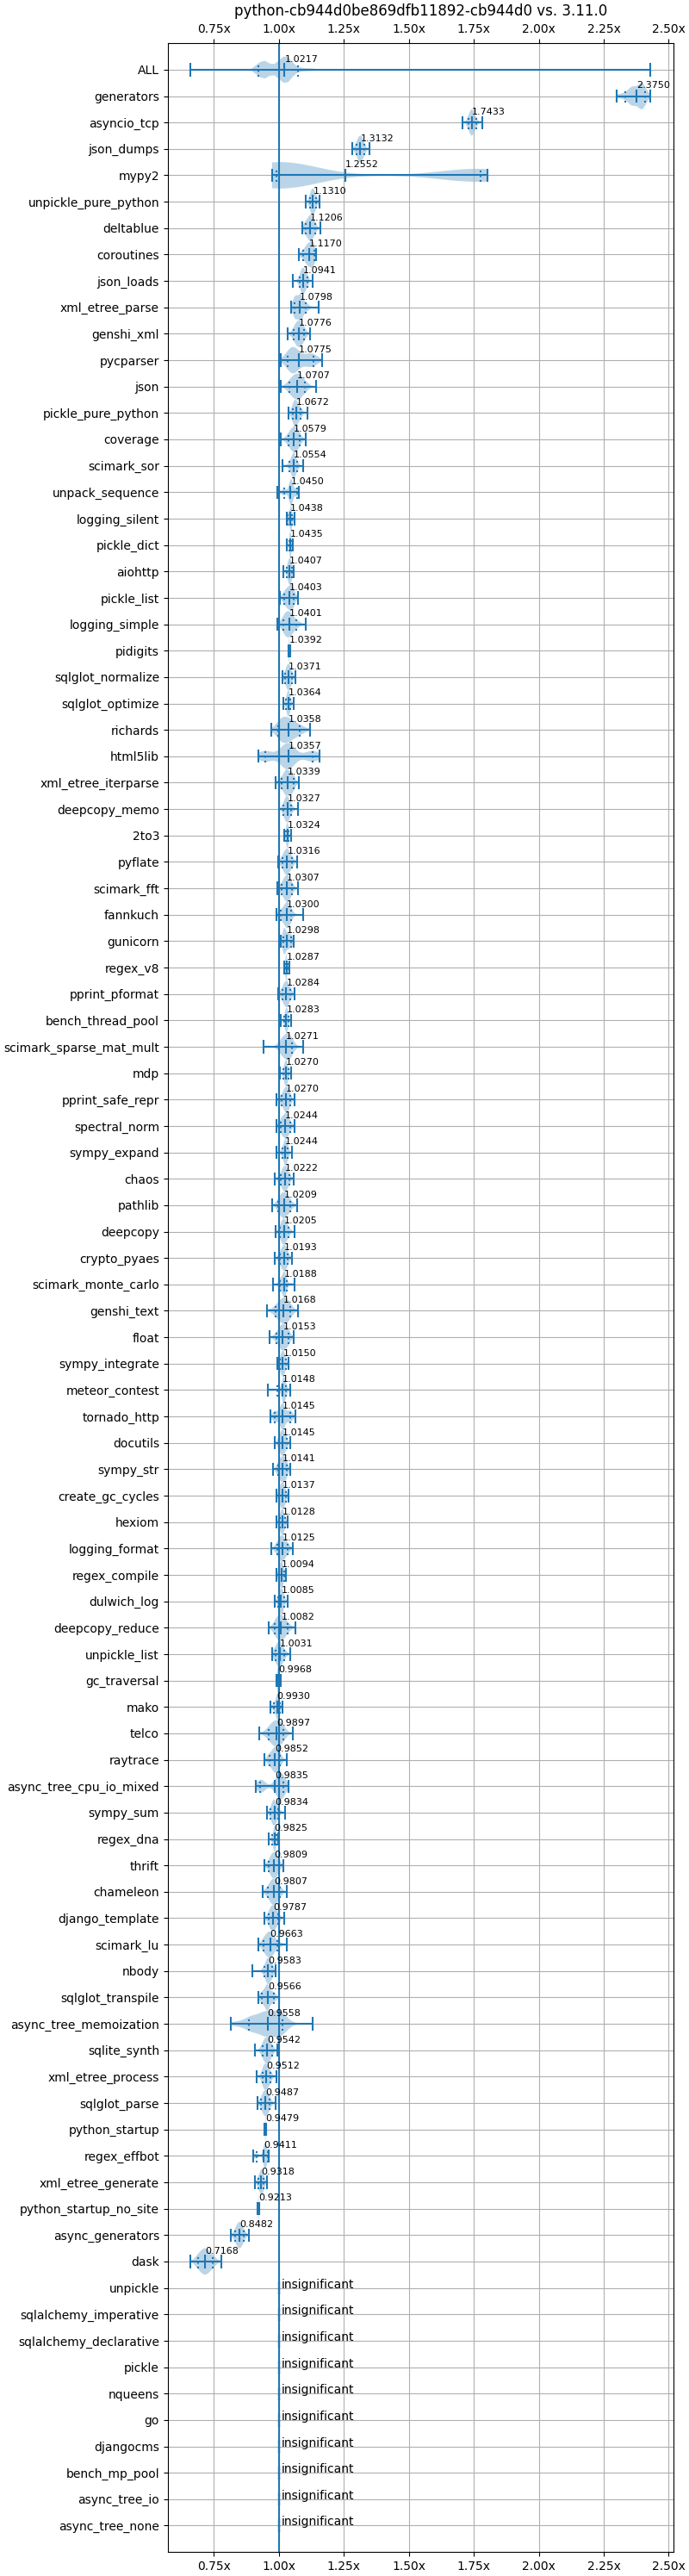 python-cb944d0be869dfb11892-cb944d0 vs. 3.11.0
0.75x 1.00x 1.25x 1.50x 1.75x 2.00x 2.25x 2.50x
ALL 1.0217
generators 2.3750
asyncio_tcp 1.7433
json_dumps 1.3132
mypy2 1.2552
unpickle_pure_python 1.1310
deltablue 1.1206
coroutines 1.1170
json_loads 1.0941
xml_etree_parse 1.0798
genshi_xml 1.0776
pycparser 1.0775
json 1.0707
pickle_pure_python 1.0672
coverage 1.0579
scimark_sor 1.0554
unpack_sequence 1.0450
logging_silent 1.0438
pickle_dict 1.0435
aiohttp 1.0407
pickle_list 1.0403
logging_simple 1.0401
pidigits 1.0392
sqlglot_normalize 1.0371
sqlglot_optimize 1.0364
richards 1.0358
html5lib 1.0357
xml_etree_iterparse 1.0339
deepcopy_memo 1.0327
2to3 1.0324
pyflate 1.0316
scimark_fft 1.0307
fannkuch 1.0300
gunicorn 1.0298
regex_v8 1.0287
pprint_pformat 1.0284
bench_thread_pool 1.0283
scimark_sparse_mat_mult 1.0271
mdp 1.0270
pprint_safe_repr 1.0270
spectral_norm 1.0244
sympy_expand 1.0244
chaos 1.0222
pathlib 1.0209
deepcopy 1.0205
crypto_pyaes 1.0193
scimark_monte_carlo 1.0188
genshi_text 1.0168
float 1.0153
sympy_integrate 1.0150
meteor_contest 1.0148
tornado_http 1.0145
docutils 1.0145
sympy_str 1.0141
create_gc_cycles 1.0137
hexiom 1.0128
logging_format 1.0125
regex_compile 1.0094
dulwich_log 1.0085
deepcopy_reduce 1.0082
unpickle_list 1.0031
gc_traversal 0.9968
mako 0.9930
telco 0.9897
raytrace 0.9852
async_tree_cpu_io_mixed 0.9835
sympy_sum 0.9834
regex_dna 0.9825
thrift 0.9809
chameleon 0.9807
django_template 0.9787
scimark_lu 0.9663
nbody 0.9583
sqlglot_transpile 0.9566
async_tree_memoization 0.9558
sqlite_synth 0.9542
xml_etree_process 0.9512
sqlglot_parse 0.9487
python_startup 0.9479
regex_effbot 0.9411
xml_etree_generate 0.9318
python_startup_no_site 0.9213
async_generators 0.8482
dask 0.7168
unpickle insignificant
sqlalchemy_imperative insignificant
sqlalchemy_declarative insignificant
pickle insignificant
nqueens insignificant
go insignificant
djangocms insignificant
bench_mp_pool insignificant
async_tree_io insignificant
async_tree_none insignificant
0.75x 1.00x 1.25x 1.50x 1.75x 2.00x 2.25x 2.50x